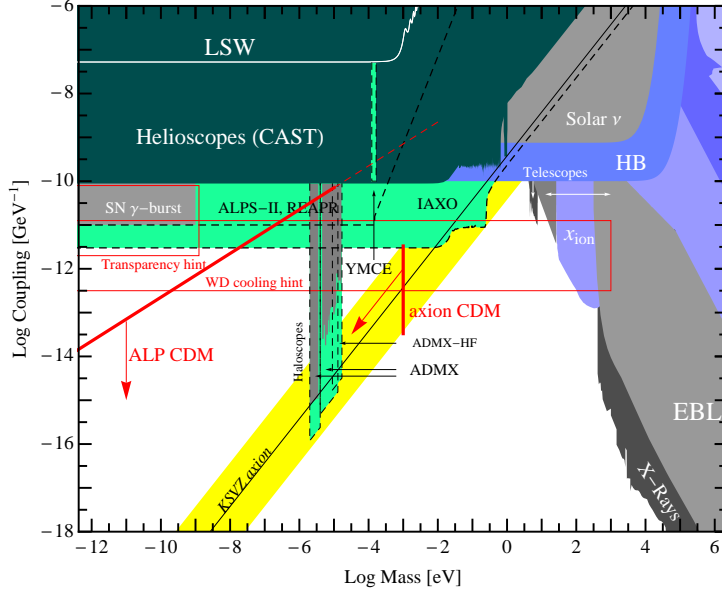 -6
-8
-10
-12
-14
-16
-18
Log Coupling [GeV⁻¹]
LSW
Helioscopes (CAST)
Solar ν
HB
Telescopes
SN γ-burst
ALPS-II, REAPR
IAXO
x_ion
YMCE
Transparency hint
WD cooling hint
axion CDM
ALP CDM
Haloscopes
ADMX-HF
ADMX
EBL
X-Rays
KSVZ axion
-12 -10 -8 -6 -4 -2 0 2 4 6
Log Mass [eV]